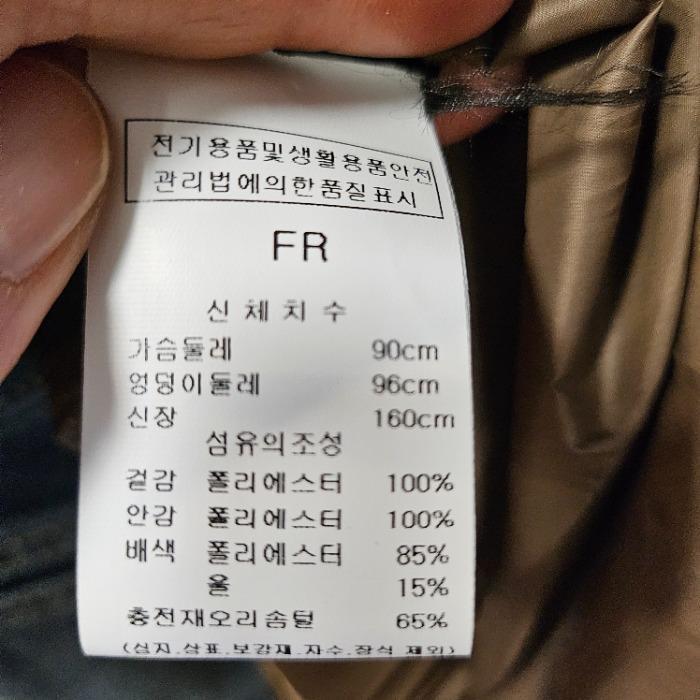 전기용품및생활용품안전
관리법에의한품질표시
FR
신 체 치 수
가슴둘레 90cm
엉덩이둘레 96cm
신장 160cm
섬유의조성
겉감 폴리에스터 100%
안감 폴리에스터 100%
배색 폴리에스터 85%
울 15%
충전재오리솜털 65%
(심지,상표,보강재,자수,장식 제외)